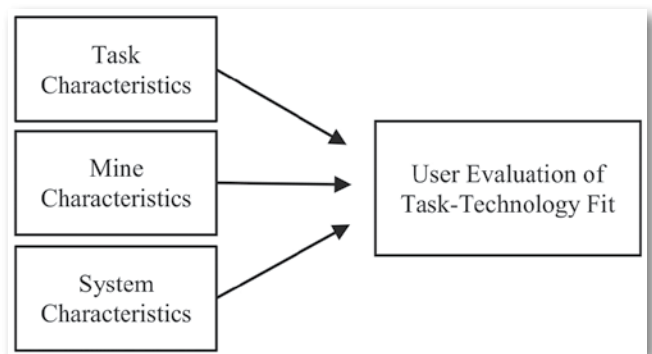 Task
Characteristics
Mine
Characteristics
System
Characteristics
User Evaluation of
Task-Technology Fit